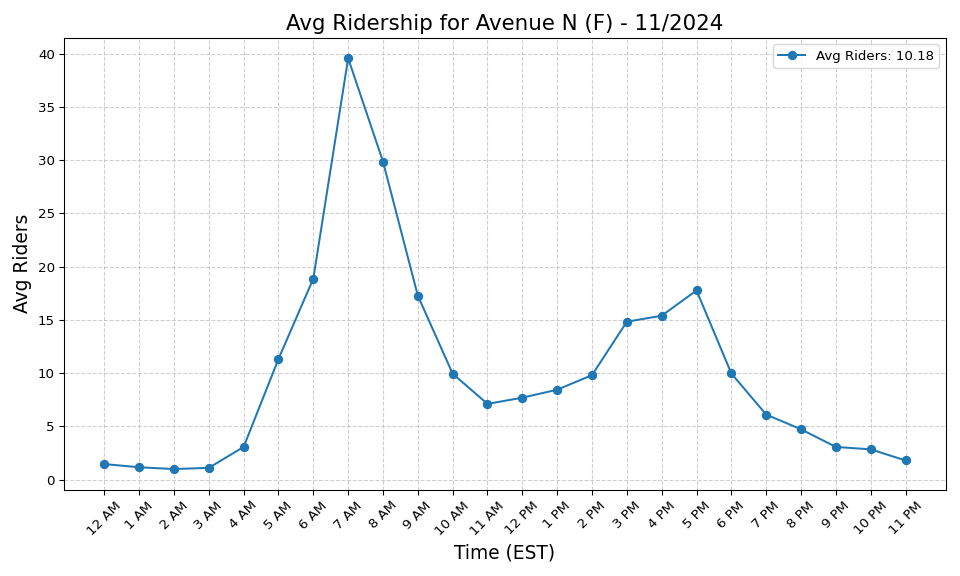 Avg Ridership for Avenue N (F) - 11/2024
Avg Riders: 10.18
Avg Riders
40
35
30
25
20
15
10
5
0
12 AM
1 AM
2 AM
3 AM
4 AM
5 AM
6 AM
7 AM
8 AM
9 AM
10 AM
11 AM
12 PM
1 PM
2 PM
3 PM
4 PM
5 PM
6 PM
7 PM
8 PM
9 PM
10 PM
11 PM
Time (EST)